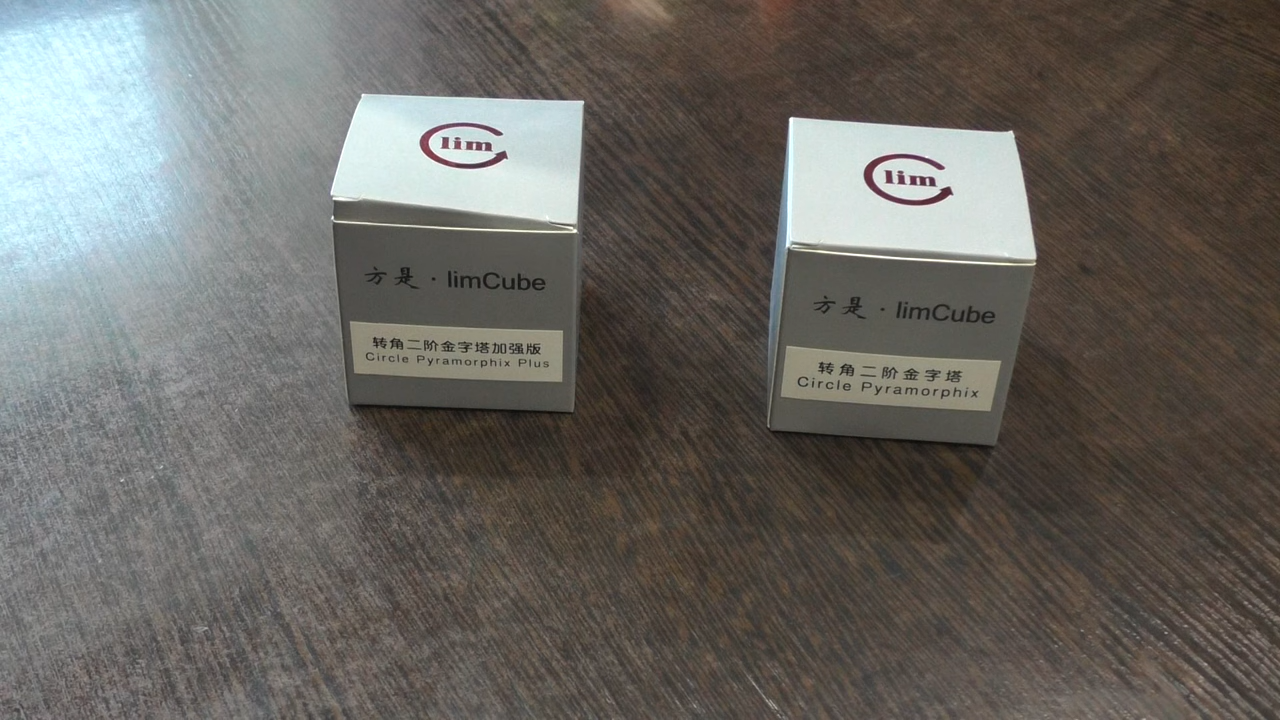 lim
方是·limCube
转角二阶金字塔加强版
Circle Pyramorphix Plus
lim
方是·limCube
转角二阶金字塔
Circle Pyramorphix